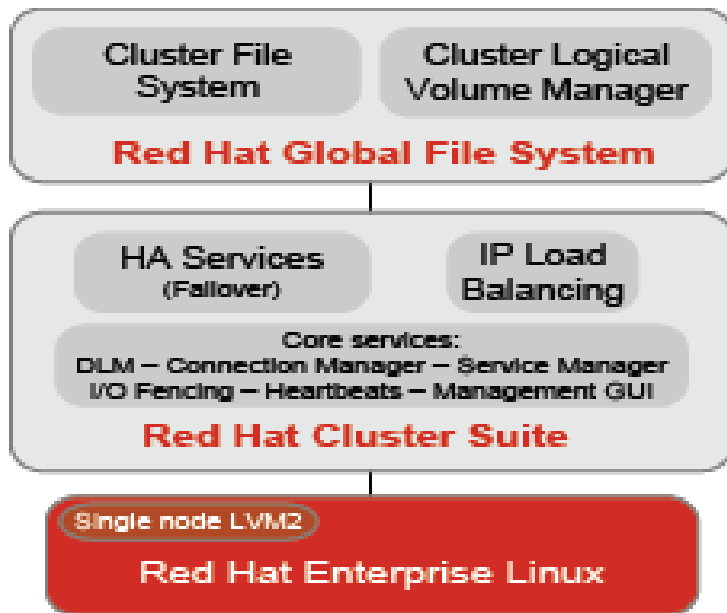 Cluster File
System
Cluster Logical
Volume Manager
Red Hat Global File System
HA Services
(Failover)
IP Load
Balancing
Core services:
DLM – Connection Manager – Service Manager
I/O Fencing – Heartbeats – Management GUI
Red Hat Cluster Suite
Single node LVM2
Red Hat Enterprise Linux